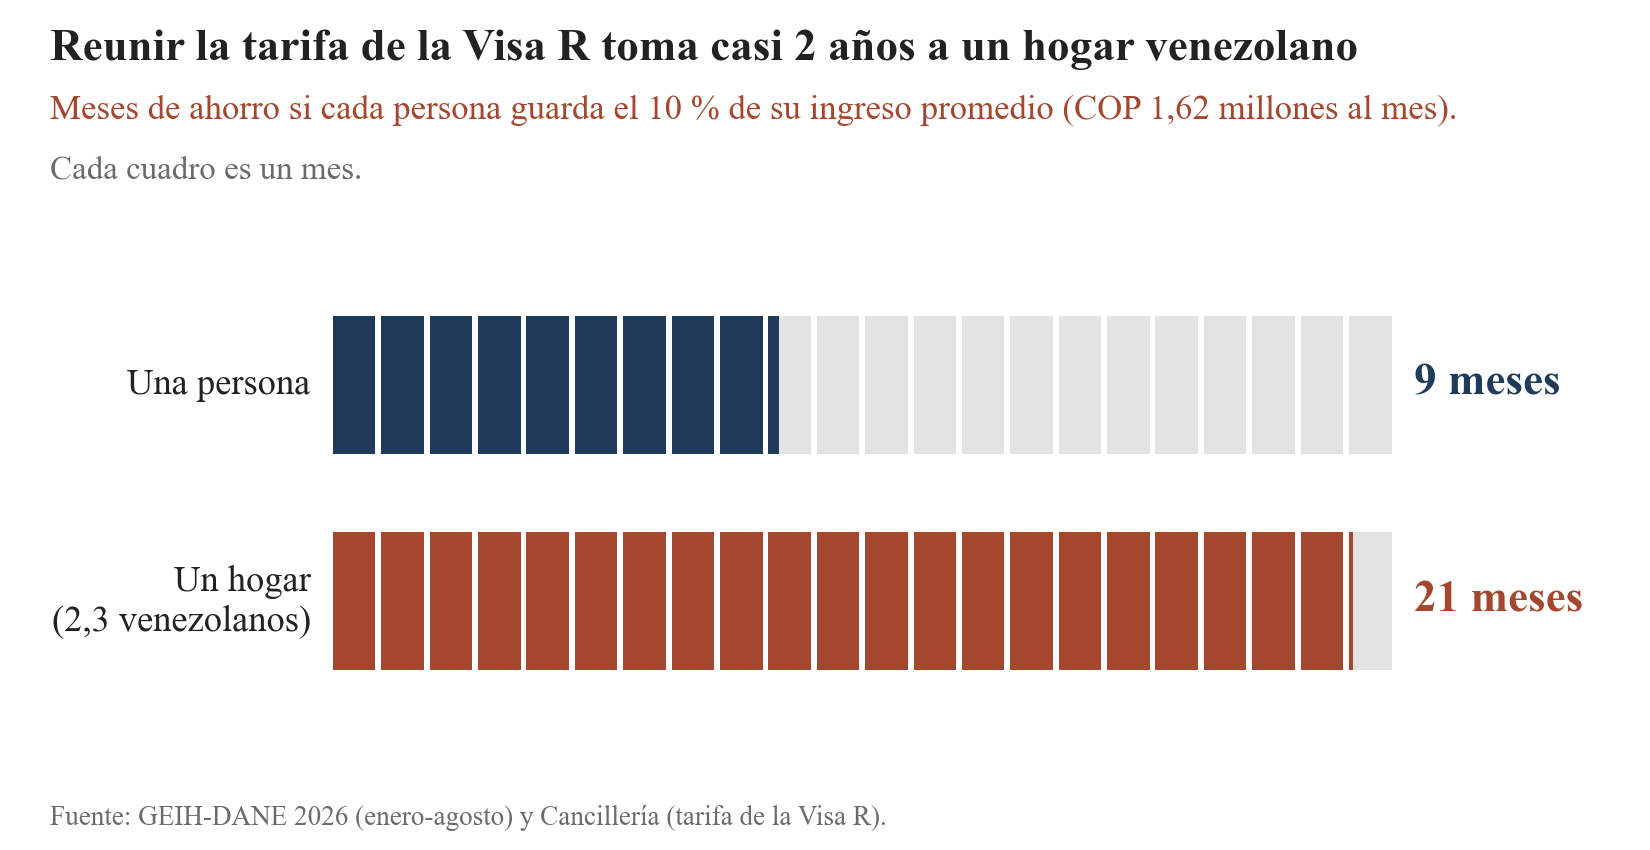 Reunir la tarifa de la Visa R toma casi 2 años a un hogar venezolano
Meses de ahorro si cada persona guarda el 10 % de su ingreso promedio (COP 1,62 millones al mes).
Cada cuadro es un mes.
Una persona
9 meses
Un hogar
(2,3 venezolanos)
21 meses
Fuente: GEIH-DANE 2026 (enero-agosto) y Cancillería (tarifa de la Visa R).